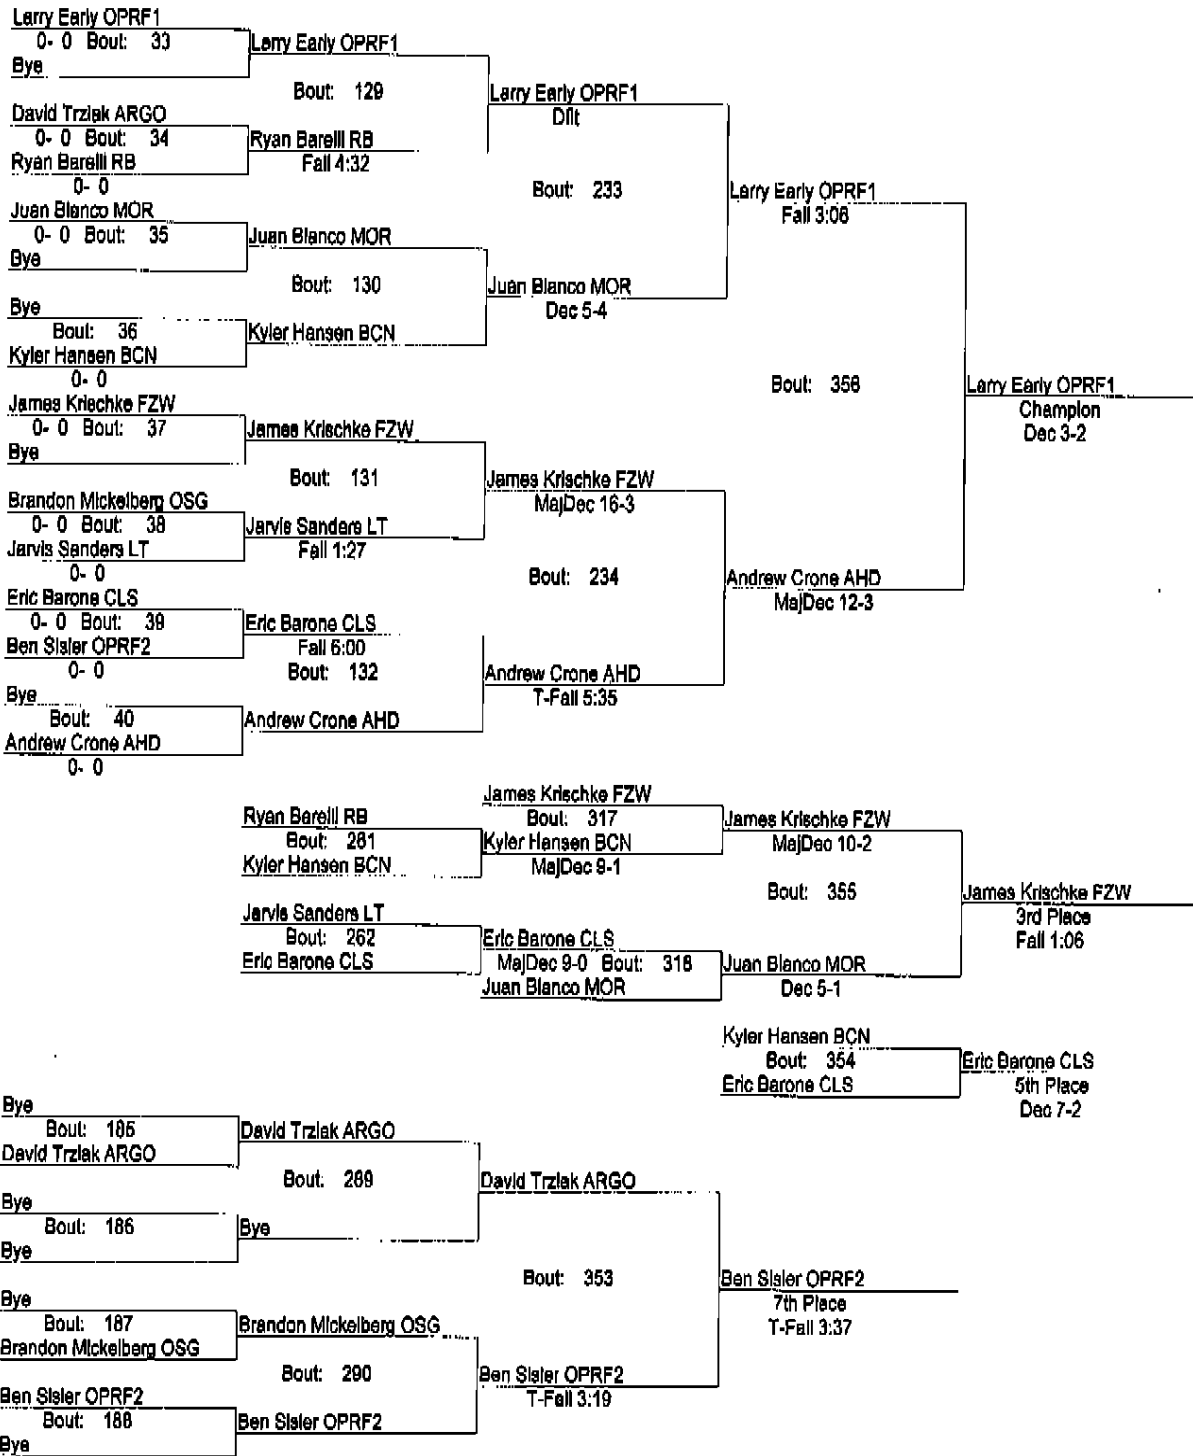 Larry Early OPRF1
0- 0 Bout: 33
Bye
Larry Early OPRF1
Bout: 129
David Trziak ARGO
0- 0 Bout: 34
Ryan Barelli RB
0- 0
Ryan Barelli RB
Fall 4:32
Larry Early OPRF1
Dflt
Bout: 233
Juan Blanco MOR
0- 0 Bout: 35
Bye
Juan Blanco MOR
Bout: 130
Bye
Bout: 36
Kyler Hansen BCN
0- 0
Kyler Hansen BCN
Juan Blanco MOR
Dec 5-4
Larry Early OPRF1
Fall 3:06
Bout: 356
James Krischke FZW
0- 0 Bout: 37
Bye
James Krischke FZW
Bout: 131
Brandon Mickelberg OSG
0- 0 Bout: 38
Jarvis Sanders LT
0- 0
Jarvis Sanders LT
Fall 1:27
James Krischke FZW
MajDec 16-3
Bout: 234
Eric Barone CLS
0- 0 Bout: 39
Ben Sisler OPRF2
0- 0
Eric Barone CLS
Fall 6:00
Bout: 132
Bye
Bout: 40
Andrew Crone AHD
0- 0
Andrew Crone AHD
Andrew Crone AHD
T-Fall 5:35
Andrew Crone AHD
MajDec 12-3
Larry Early OPRF1
Champion
Dec 3-2
Ryan Barelli RB
Bout: 261
Kyler Hansen BCN
James Krischke FZW
Bout: 317
Kyler Hansen BCN
MajDec 9-1
James Krischke FZW
MajDec 10-2
Bout: 355
Jarvis Sanders LT
Bout: 262
Eric Barone CLS
Eric Barone CLS
MajDec 9-0 Bout: 318
Juan Blanco MOR
Juan Blanco MOR
Dec 5-1
James Krischke FZW
3rd Place
Fall 1:06
Kyler Hansen BCN
Bout: 354
Eric Barone CLS
Eric Barone CLS
5th Place
Dec 7-2
Bye
Bout: 185
David Trziak ARGO
David Trziak ARGO
Bout: 289
Bye
Bout: 186
Bye
Bye
David Trziak ARGO
Bout: 353
Bye
Bout: 187
Brandon Mickelberg OSG
Brandon Mickelberg OSG
Bout: 290
Ben Sisler OPRF2
Bout: 188
Bye
Ben Sisler OPRF2
Ben Sisler OPRF2
T-Fall 3:19
Ben Sisler OPRF2
7th Place
T-Fall 3:37